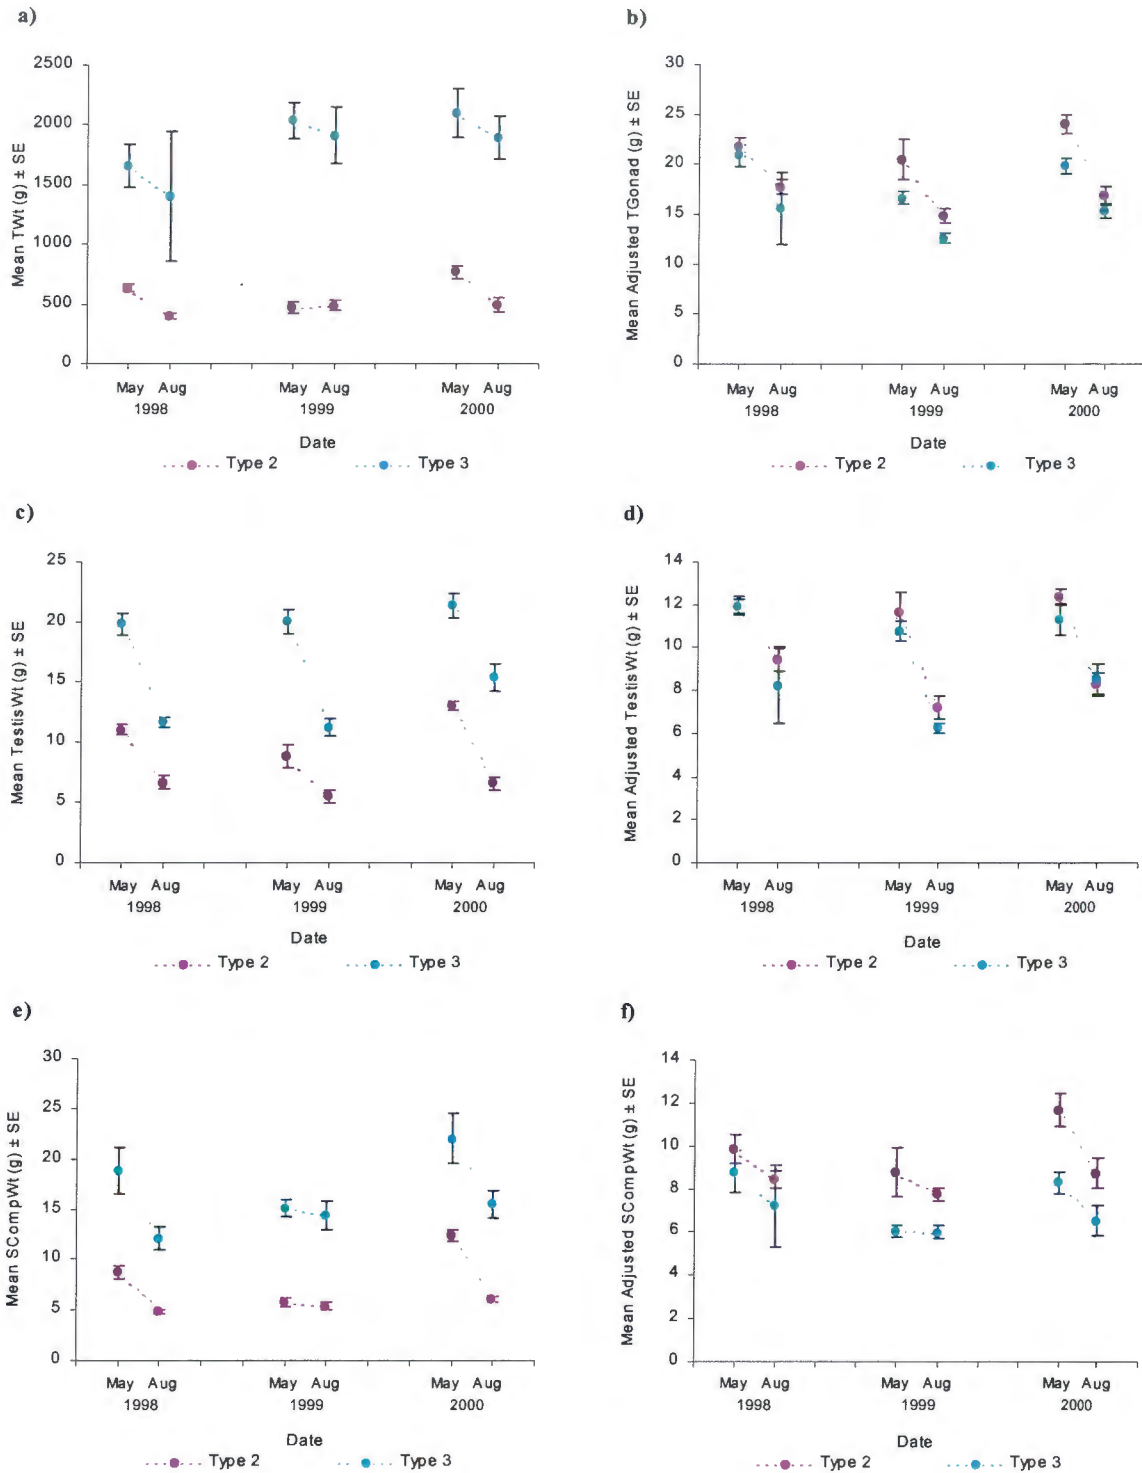 a)
Mean TWt (g) ± SE
2500
2000
1500
1000
500
0
May Aug May Aug May Aug
1998 1999 2000
Date
Type 2 Type 3
b)
Mean Adjusted TGonad (g) ± SE
30
25
20
15
10
5
0
May Aug May Aug May Aug
1998 1999 2000
Date
Type 2 Type 3
c)
Mean TestisWt (g) ± SE
25
20
15
10
5
0
May Aug May Aug May Aug
1998 1999 2000
Date
Type 2 Type 3
d)
Mean Adjusted TestisWt (g) ± SE
14
12
10
8
6
4
2
0
May Aug May Aug May Aug
1998 1999 2000
Date
Type 2 Type 3
e)
Mean SCompWt (g) ± SE
30
25
20
15
10
5
0
May Aug May Aug May Aug
1998 1999 2000
Date
Type 2 Type 3
f)
Mean Adjusted SCompWt (g) ± SE
14
12
10
8
6
4
2
0
May Aug May Aug May Aug
1998 1999 2000
Date
Type 2 Type 3